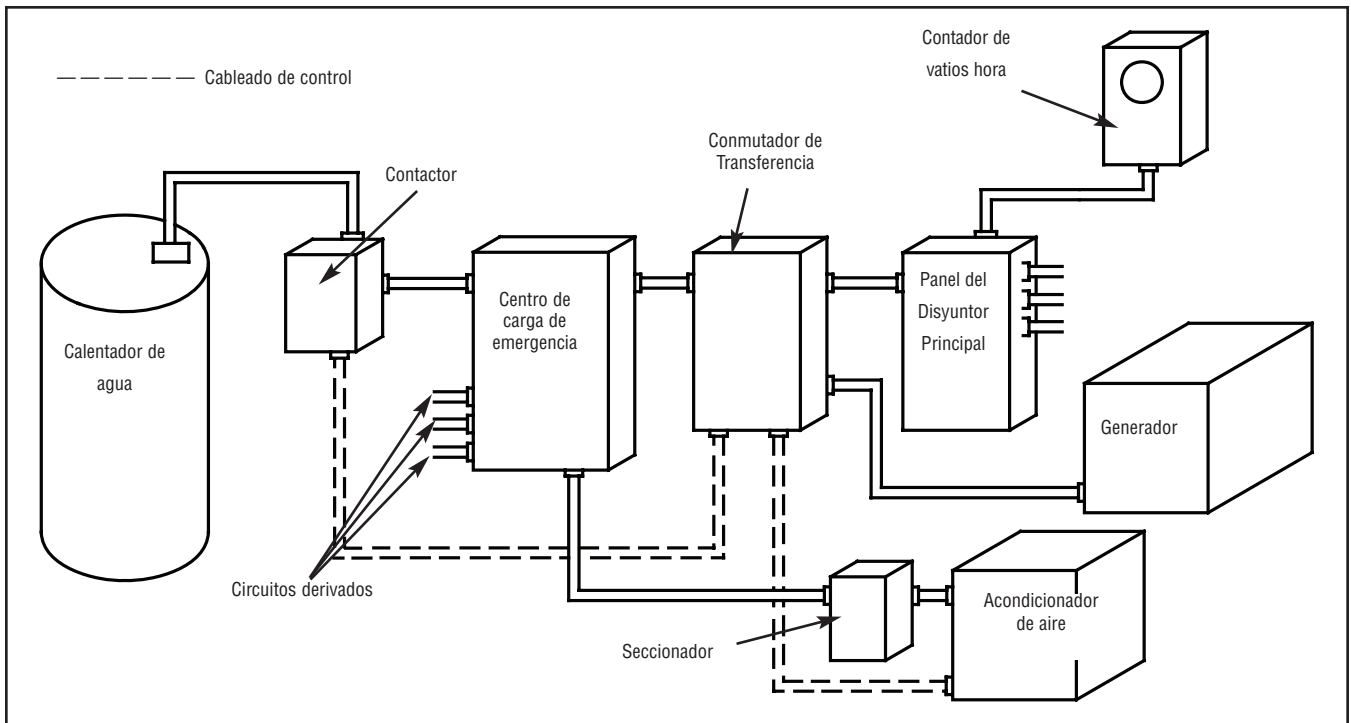 Contador de
vatios hora
Cableado de control
Conmutador de
Transferencia
Contactor
Panel del
Disyuntor
Principal
Centro de
carga de
emergencia
Calentador de
agua
Generador
Circuitos derivados
Acondicionador
de aire
Seccionador